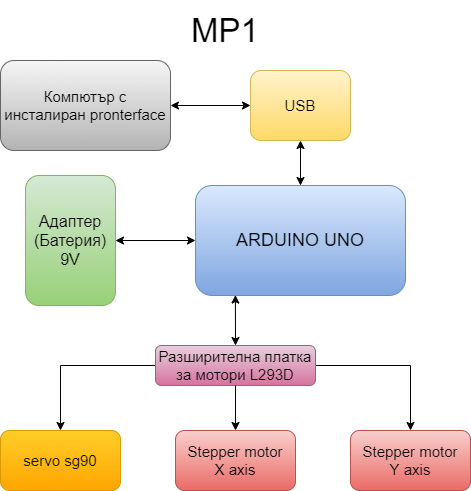 MP1
Компютър с
инсталиран pronterface
USB
Адаптер
(Батерия)
9V
ARDUINO UNO
Разширителна платка
за мотори L293D
servo sg90
Stepper motor
X axis
Stepper motor
Y axis